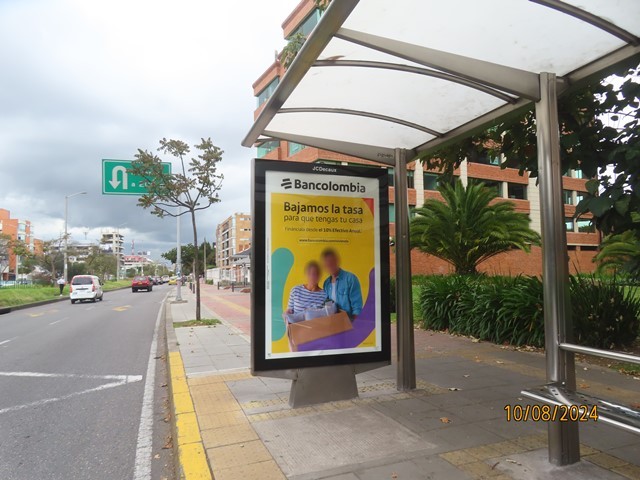 JCDecaux
Bancolombia
Bajamos la tasa
para que tengas tu casa
10/08/2024